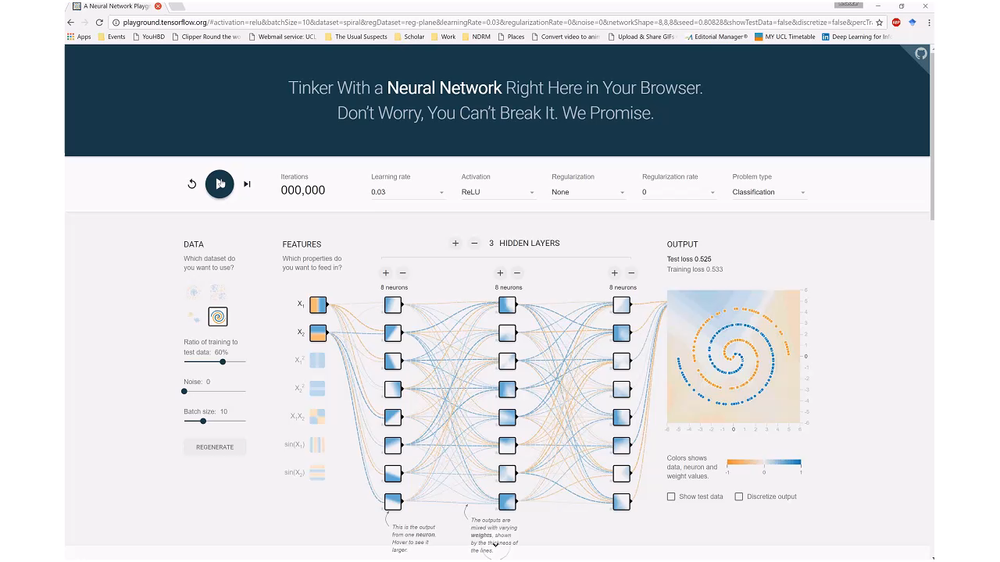 A Neural Network Playg
playground.tensorflow.org/#activation=relu&batchSize=10&dataset=spiral&regDataset=reg-plane&learningRate=0.03&regularizationRate=0&noise=0&networkShape=8,8,8&seed=0.80828&showTestData=false&discretize=false&percTr
Apps Events YouHBD Clipper Round the wo Webmail service: UCL The Usual Suspects Scholar Work NDRM Places Convert video to anim Upload & Share GIFs Editorial Manager® MY UCL Timetable Deep Learning for Inf
Tinker With a Neural Network Right Here in Your Browser.
Don't Worry, You Can't Break It. We Promise.
Iterations
000,000
Learning rate
0.03
Activation
ReLU
Regularization
None
Regularization rate
0
Problem type
Classification
DATA
Which dataset do
you want to use?
Ratio of training to
test data: 60%
Noise: 0
Batch size: 10
REGENERATE
FEATURES
Which properties do
you want to feed in?
X1
X2
X1²
X2²
X1X2
sin(X1)
sin(X2)
+ − 3 HIDDEN LAYERS
+ − + − + −
8 neurons 8 neurons 8 neurons
This is the output
from one neuron.
Hover to see it
larger.
The outputs are
mixed with varying
weights, shown
by the thickness of
the lines.
OUTPUT
Test loss 0.525
Training loss 0.533
6
5
4
3
2
1
0
-1
-2
-3
-4
-5
-6
-6 -5 -4 -3 -2 -1 0 1 2 3 4 5 6
Colors shows
data, neuron and
weight values.
-1 0 1
Show test data Discretize output